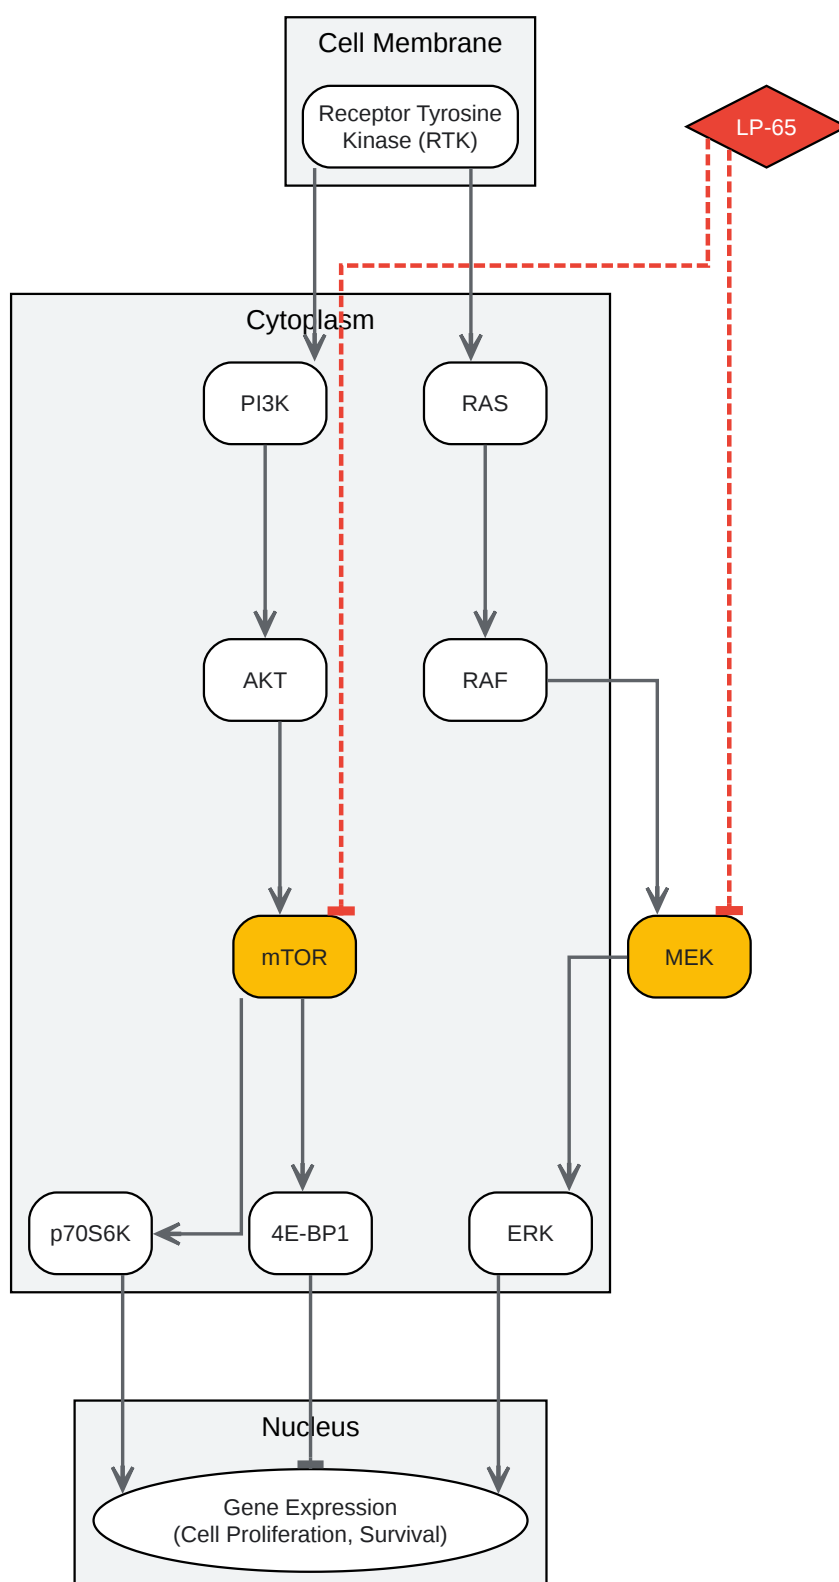 Cell Membrane
Receptor Tyrosine
Kinase (RTK)
LP-65
Cytoplasm
PI3K
RAS
AKT
RAF
mTOR
MEK
p70S6K
4E-BP1
ERK
Nucleus
Gene Expression
(Cell Proliferation, Survival)